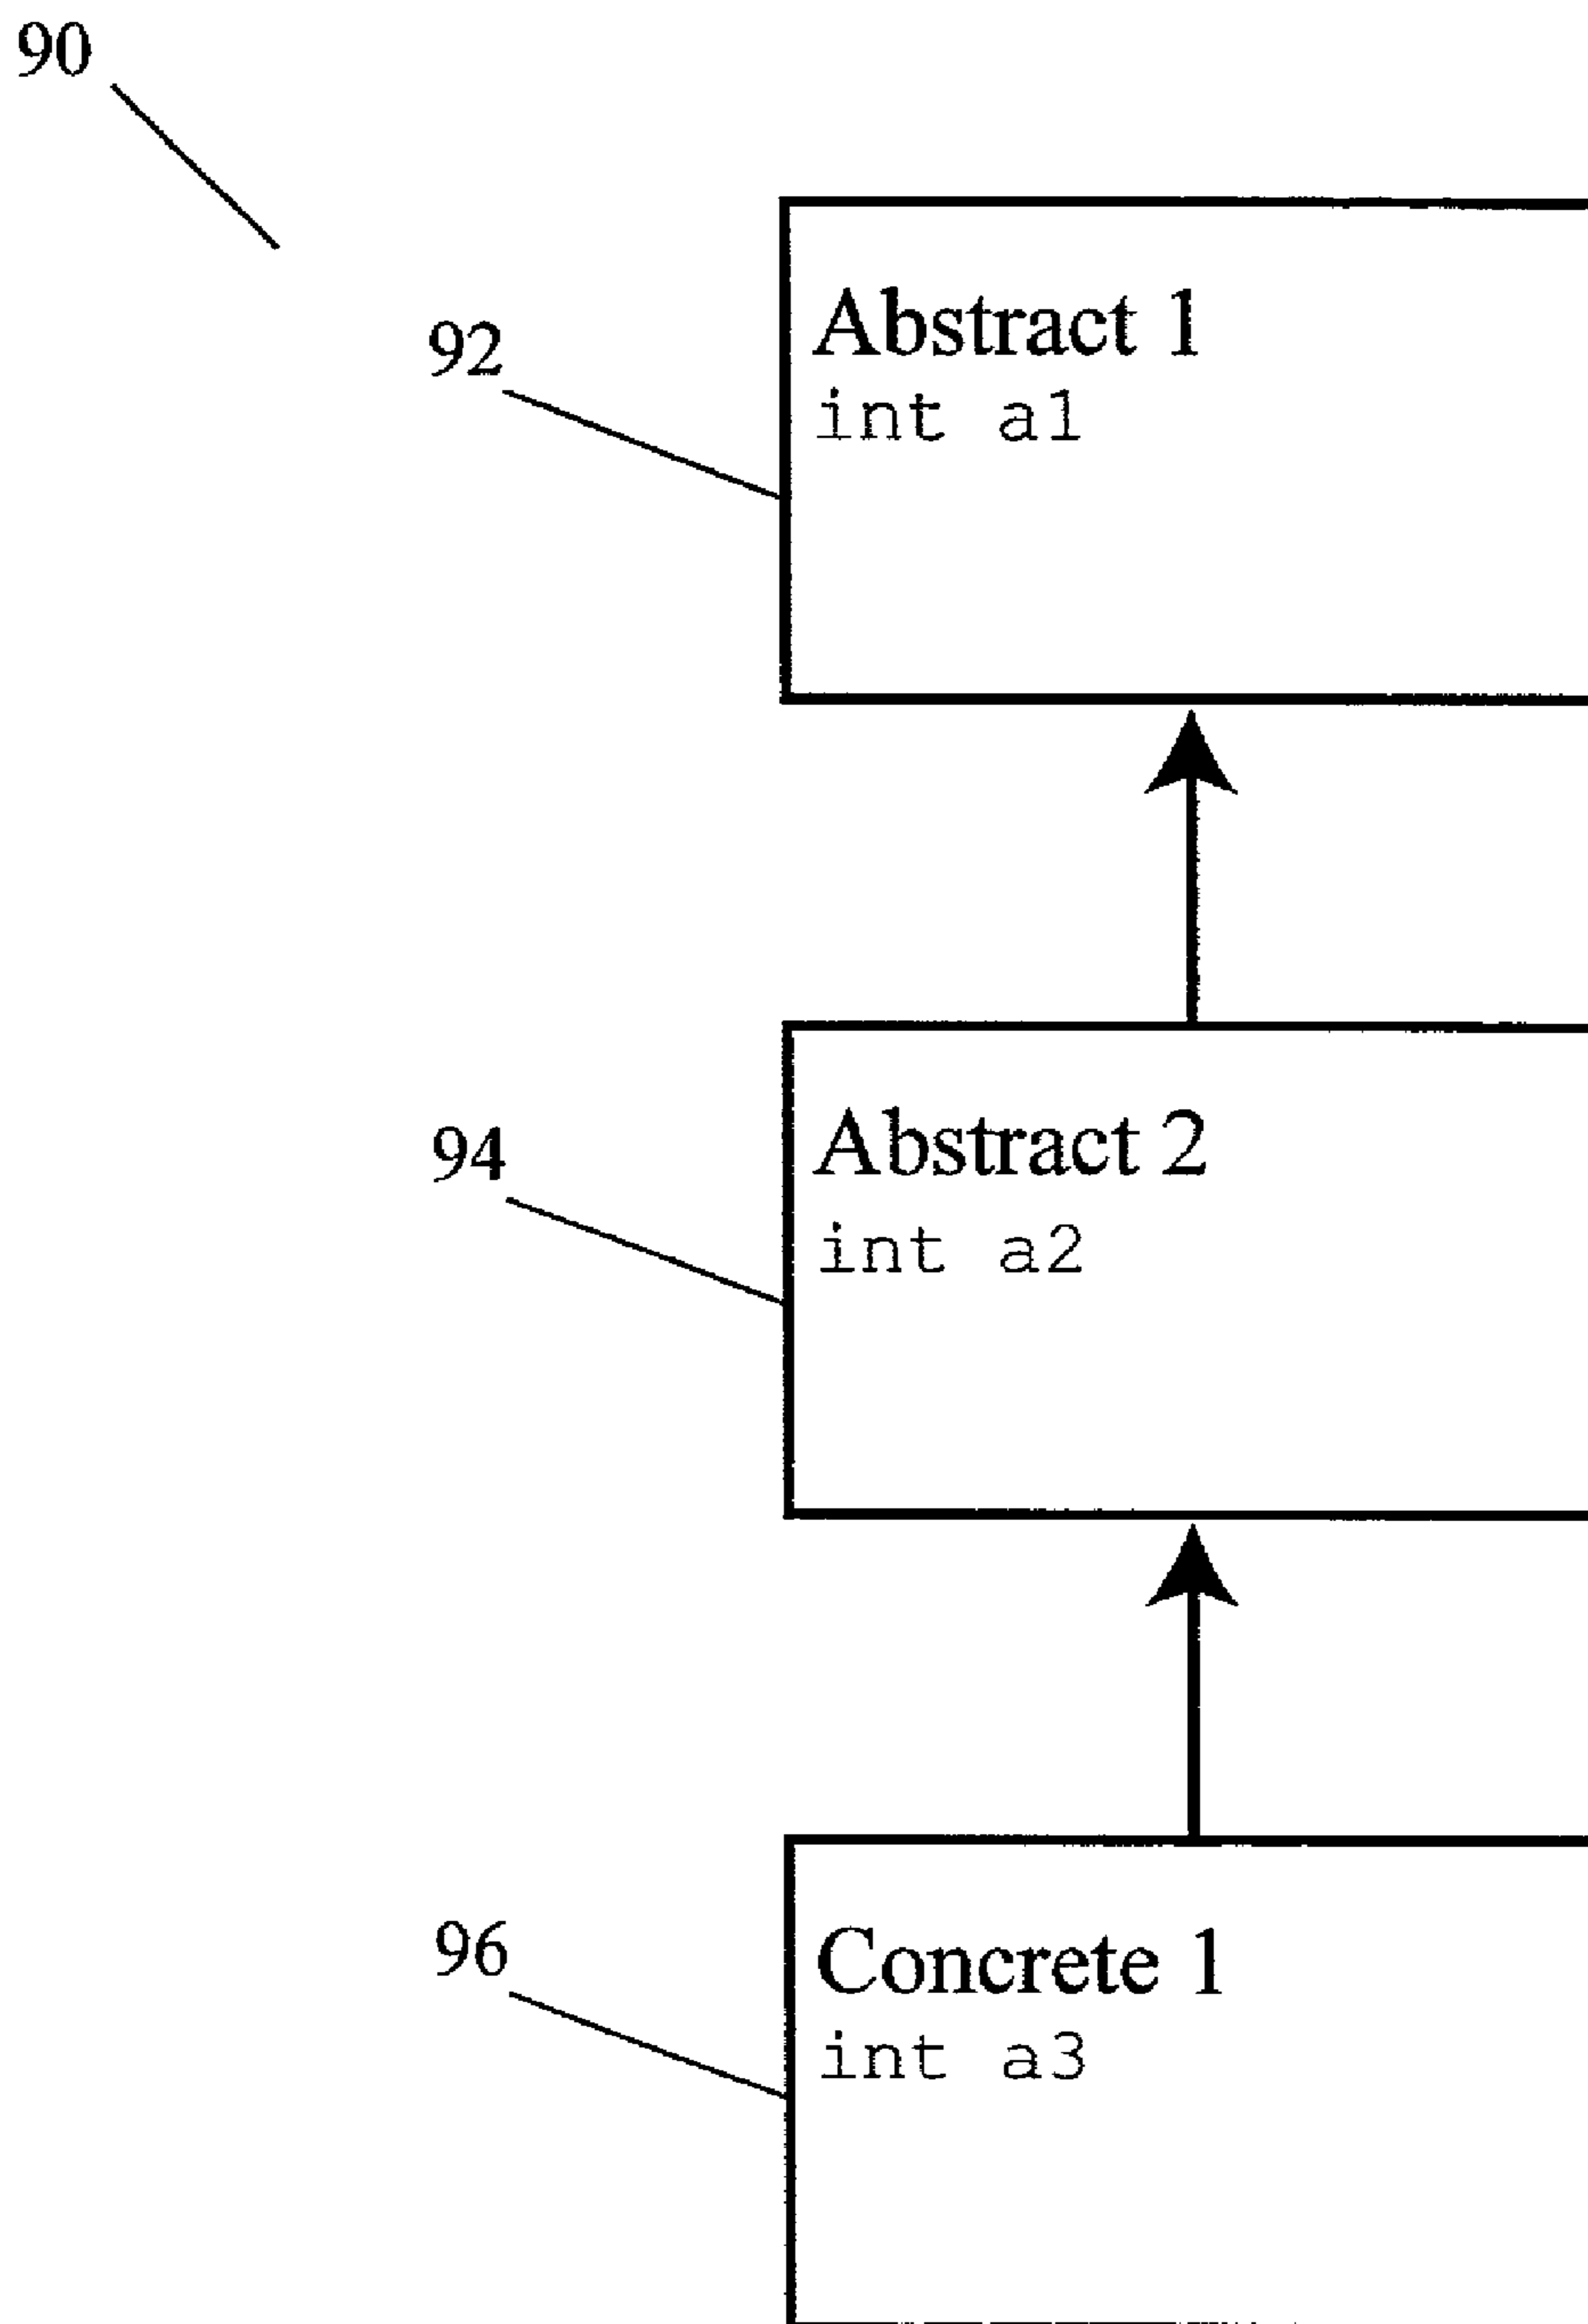 90
92
Abstract 1
int a1
94
Abstract 2
int a2
96
Concrete 1
int a3